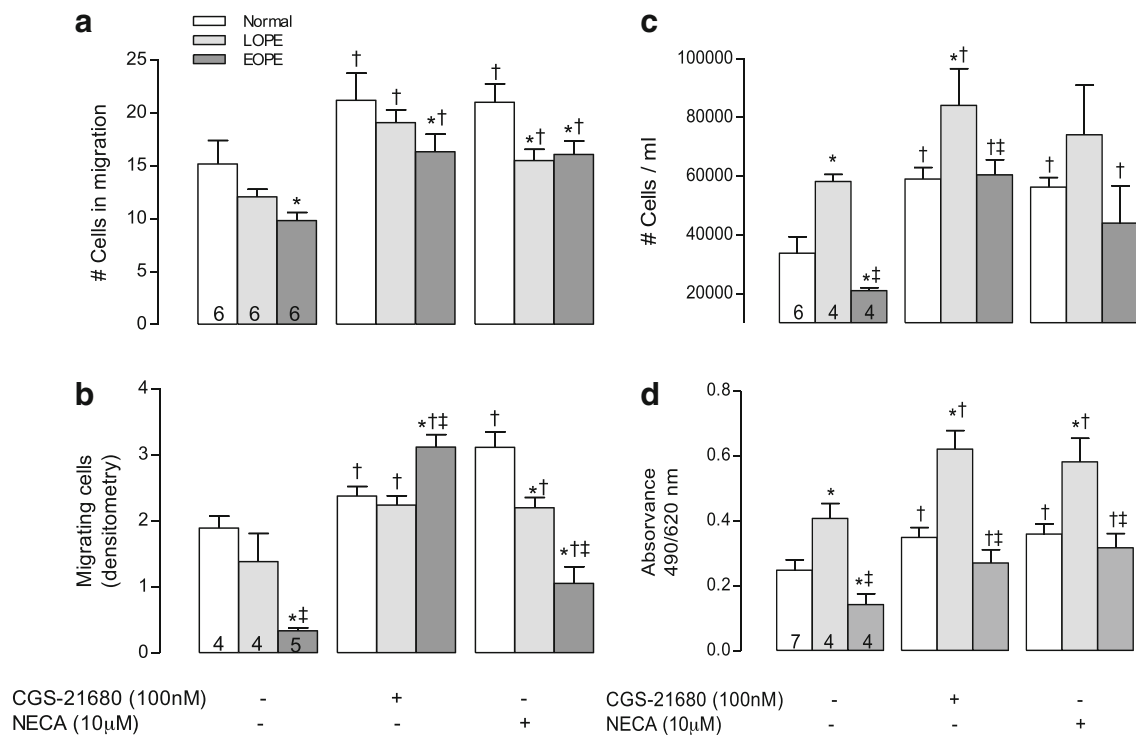 a
Normal
LOPE
EOPE
# Cells in migration
25
20
15
10
5
0
* † † *† † *† *†
6 6 6
c
# Cells / ml
100000
80000
60000
40000
20000
* *‡ † *† †‡ † †
6 4 4
b
Migrating cells
(densitometry)
4
3
2
1
0
*‡ † † *†‡ † *† *†‡
4 4 5
d
Absorvance
490/620 nm
0.8
0.6
0.4
0.2
0.0
* *‡ † *† †‡ † *† †‡
7 4 4
CGS-21680 (100nM) - + -
NECA (10µM) - - +
CGS-21680 (100nM) - + -
NECA (10µM) - - +